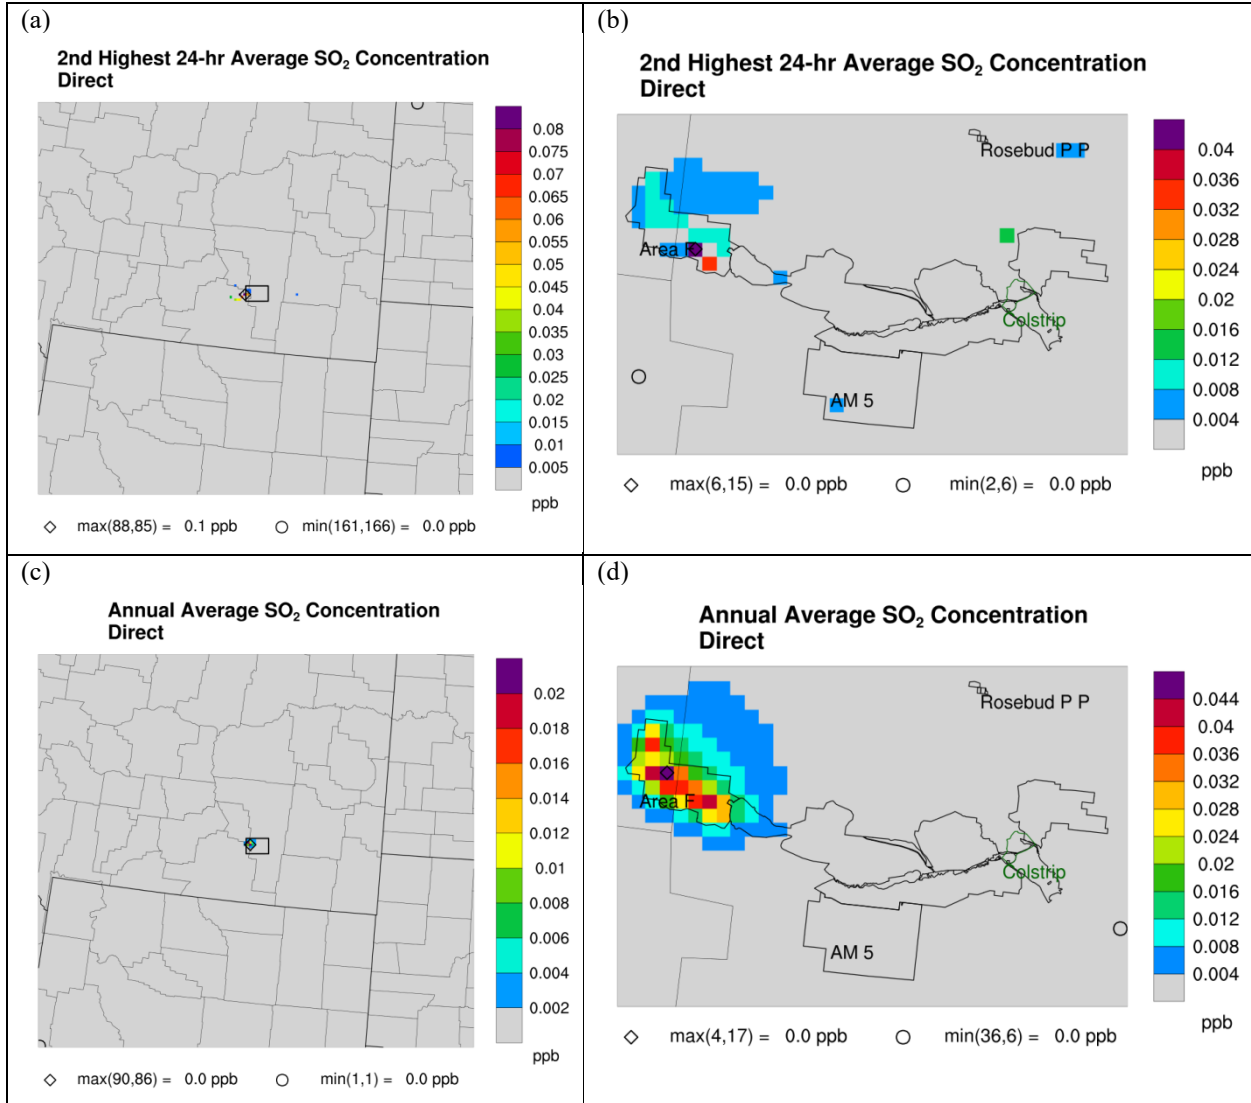 (a)
2nd Highest 24-hr Average SO₂ Concentration
Direct
0.08
0.075
0.07
0.065
0.06
0.055
0.05
0.045
0.04
0.035
0.03
0.025
0.02
0.015
0.01
0.005
ppb
max(88,85) = 0.1 ppb min(161,166) = 0.0 ppb
(b)
2nd Highest 24-hr Average SO₂ Concentration
Direct
Rosebud P P
Area F
Colstrip
AM 5
0.04
0.036
0.032
0.028
0.024
0.02
0.016
0.012
0.008
0.004
ppb
max(6,15) = 0.0 ppb min(2,6) = 0.0 ppb
(c)
Annual Average SO₂ Concentration
Direct
0.02
0.018
0.016
0.014
0.012
0.01
0.008
0.006
0.004
0.002
ppb
max(90,86) = 0.0 ppb min(1,1) = 0.0 ppb
(d)
Annual Average SO₂ Concentration
Direct
Rosebud P P
Area F
Colstrip
AM 5
0.044
0.04
0.036
0.032
0.028
0.024
0.02
0.016
0.012
0.008
0.004
ppb
max(4,17) = 0.0 ppb min(36,6) = 0.0 ppb